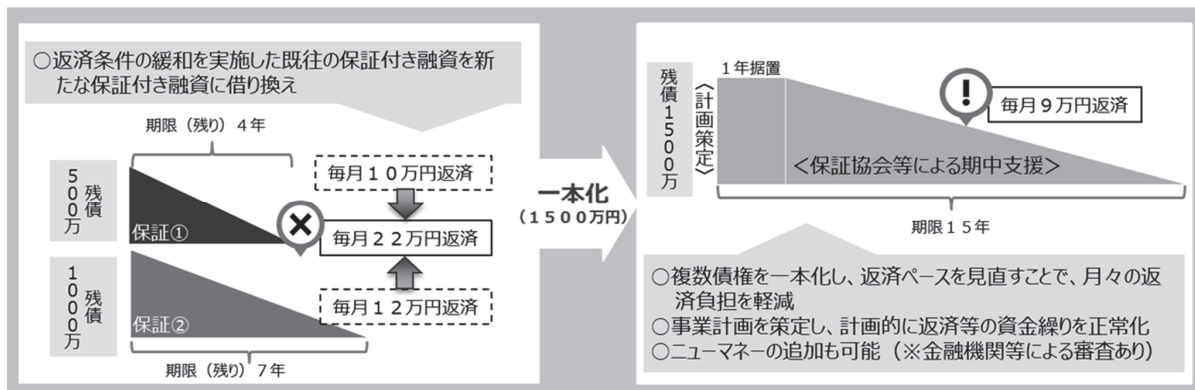 ○返済条件の緩和を実施した既往の保証付き融資を新
たな保証付き融資に借り換え
期限（残り）４年
残債
５００万
保証①
毎月１０万円返済
毎月２２万円返済
毎月１２万円返済
残債
１０００万
保証②
期限（残り）７年
一本化
（１５００万円）
残債１５００万
＜計画策定＞
１年据置
！
毎月９万円返済
＜保証協会等による期中支援＞
期限１５年
○複数債権を一本化し、返済ペースを見直すことで、月々の返
済負担を軽減
○事業計画を策定し、計画的に返済等の資金繰りを正常化
○ニューマネーの追加も可能（※金融機関等による審査あり）